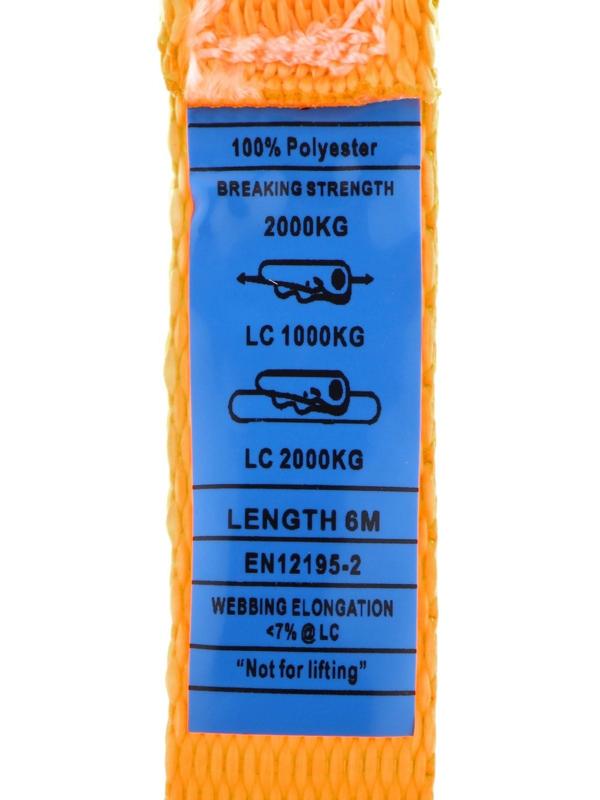 100% Polyester
BREAKING STRENGTH
2000KG
LC 1000KG
LC 2000KG
LENGTH 6M
EN12195-2
WEBBING ELONGATION
<7% @ LC
“Not for lifting”